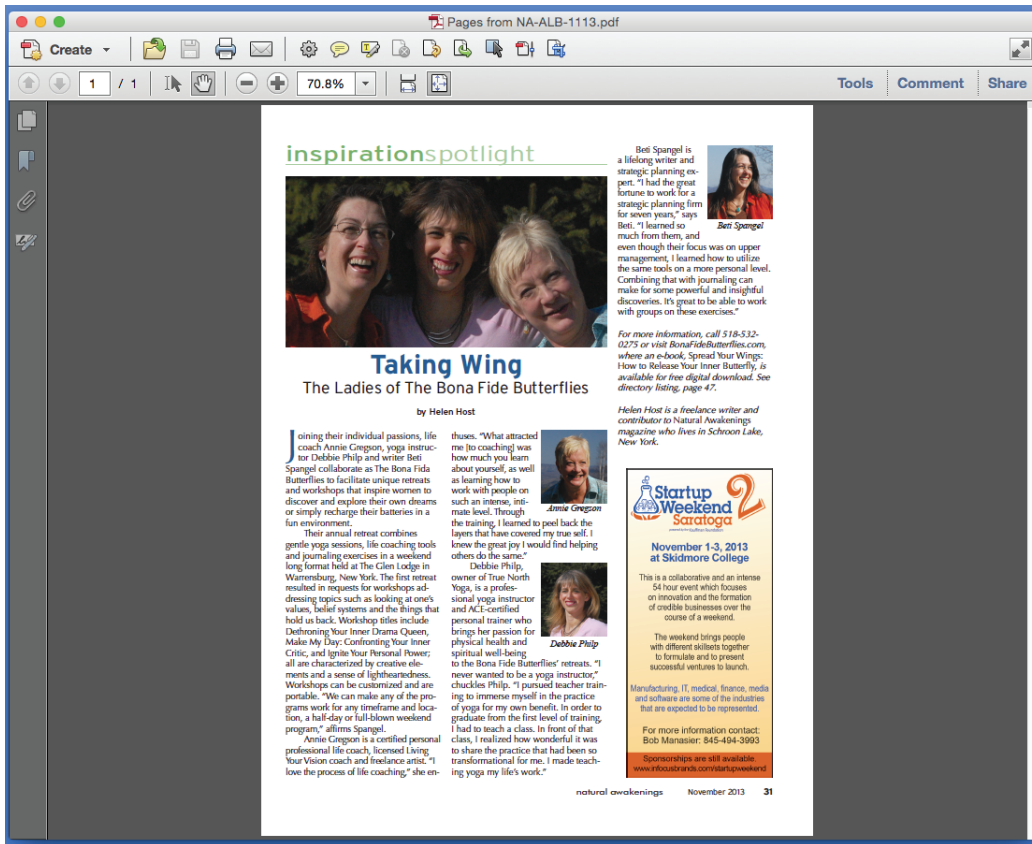 Pages from NA-ALB-1113.pdf
Create
1 / 1
70.8%
Tools
Comment
Share
inspirationspotlight
Taking Wing
The Ladies of The Bona Fide Butterflies
by Helen Host
Joining their individual passions, life
coach Annie Gregson, yoga instruc-
tor Debbie Philp and writer Beti
Spangel collaborate as The Bona Fida
Butterflies to facilitate unique retreats
and workshops that inspire women to
discover and explore their own dreams
or simply recharge their batteries in a
fun environment.
Their annual retreat combines
gentle yoga sessions, life coaching tools
and journaling exercises in a weekend
long format held at The Glen Lodge in
Warrensburg, New York. The first retreat
resulted in requests for workshops ad-
dressing topics such as looking at one's
values, belief systems and the things that
hold us back. Workshop titles include
Dethroning Your Inner Drama Queen,
Make My Day: Confronting Your Inner
Critic, and Ignite Your Personal Power;
all are characterized by creative ele-
ments and a sense of lightheartedness.
Workshops can be customized and are
portable. "We can make any of the pro-
grams work for any timeframe and loca-
tion, a half-day or full-blown weekend
program," affirms Spangel.
Annie Gregson is a certified personal
professional life coach, licensed Living
Your Vision coach and freelance artist. "I
love the process of life coaching," she en-
thuses. "What attracted
me [to coaching] was
how much you learn
about yourself, as well
as learning how to
work with people on
such an intense, inti-
mate level. Through
the training, I learned to peel back the
layers that have covered my true self. I
knew the great joy I would find helping
others do the same."
Annie Gregson
Debbie Philp,
owner of True North
Yoga, is a profes-
sional yoga instructor
and ACE-certified
personal trainer who
brings her passion for
physical health and
spiritual well-being
to the Bona Fide Butterflies' retreats. "I
never wanted to be a yoga instructor,"
chuckles Philp. "I pursued teacher train-
ing to immerse myself in the practice
of yoga for my own benefit. In order to
graduate from the first level of training,
I had to teach a class. In front of that
class, I realized how wonderful it was
to share the practice that had been so
transformational for me. I made teach-
ing yoga my life's work."
Debbie Philp
Beti Spangel is
a lifelong writer and
strategic planning ex-
pert. "I had the great
fortune to work for a
strategic planning firm
for seven years," says
Beti. "I learned so
much from them, and
even though their focus was on upper
management, I learned how to utilize
the same tools on a more personal level.
Combining that with journaling can
make for some powerful and insightful
discoveries. It's great to be able to work
with groups on these exercises."
Beti Spangel
For more information, call 518-532-
0275 or visit BonaFideButterflies.com,
where an e-book, Spread Your Wings:
How to Release Your Inner Butterfly, is
available for free digital download. See
directory listing, page 47.
Helen Host is a freelance writer and
contributor to Natural Awakenings
magazine who lives in Schroon Lake,
New York.
Startup
Weekend 2
Saratoga
November 1-3, 2013
at Skidmore College
This is a collaborative and an intense
54 hour event which focuses
on innovation and the formation
of credible businesses over the
course of a weekend.
The weekend brings people
with different skillsets together
to formulate and to present
successful ventures to launch.
Manufacturing, IT, medical, finance, media
and software are some of the industries
that are expected to be represented.
For more information contact:
Bob Manasier: 845-494-3993
Sponsorships are still available.
www.infocusbrands.com/startupweekend
natural awakenings November 2013 31